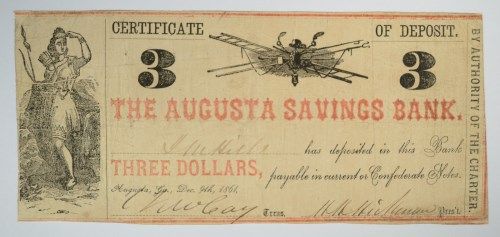 CERTIFICATE OF DEPOSIT.
3 3
THE AUGUSTA SAVINGS BANK.
has deposited in this Bank
THREE DOLLARS, payable in current or Confederate Notes.
Augusta, Ga., Dec. 9th, 1861.
Treas. Pres't.
BY AUTHORITY OF THE CHARTER.